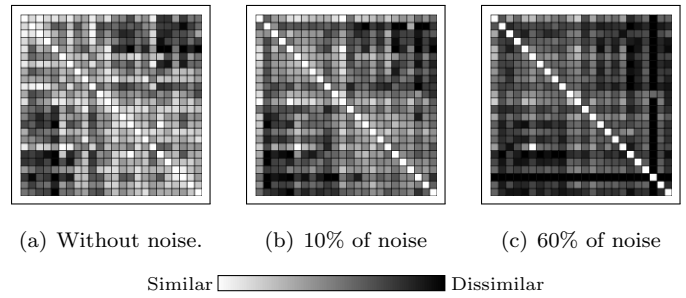 (a) Without noise.
(b) 10% of noise
(c) 60% of noise
Similar
Dissimilar